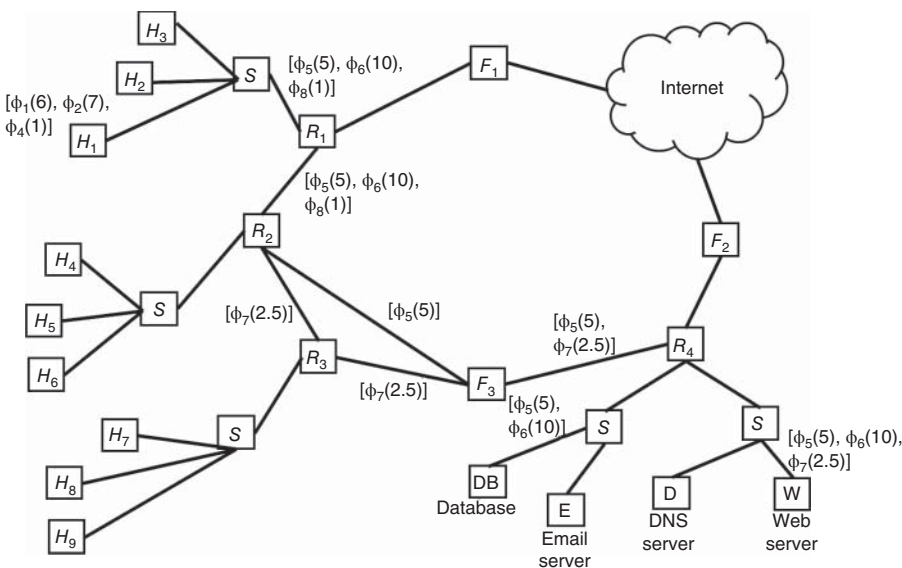 H₃
S
[ϕ₅(5), ϕ₆(10),
ϕ₈(1)]
F₁
Internet
H₂
[ϕ₁(6), ϕ₂(7),
ϕ₄(1)]
H₁
R₁
[ϕ₅(5), ϕ₆(10),
ϕ₈(1)]
R₂
F₂
H₄
S
H₅
H₆
[ϕ₇(2.5)]
[ϕ₅(5)]
[ϕ₅(5),
ϕ₇(2.5)]
R₄
R₃
[ϕ₇(2.5)]
F₃
[ϕ₅(5),
ϕ₆(10)]
S
S
[ϕ₅(5), ϕ₆(10),
ϕ₇(2.5)]
H₇
S
H₈
H₉
DB
Database
E
Email
server
D
DNS
server
W
Web
server